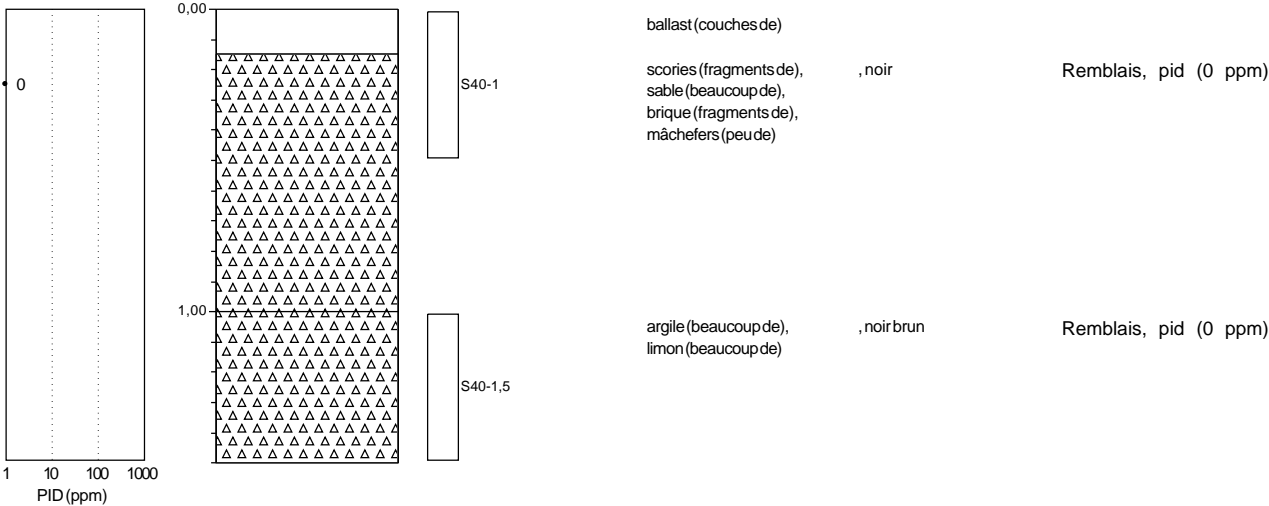 0,00
ballast (couches de)
0
S40-1
scories (fragments de), , noir Remblais, pid (0 ppm)
sable (beaucoup de),
brique (fragments de),
mâchefers (peu de)
1,00
argile (beaucoup de), , noir brun Remblais, pid (0 ppm)
limon (beaucoup de)
S40-1,5
1 10 100 1000
PID (ppm)